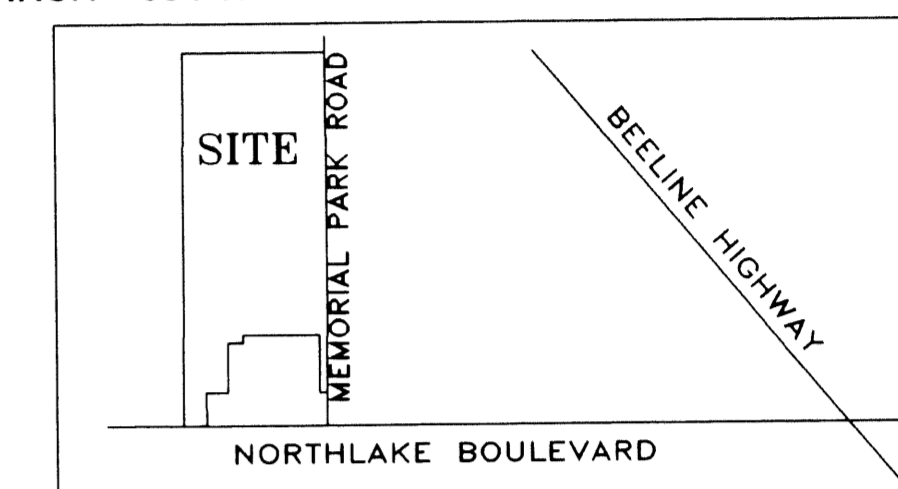 SITE
MEMORIAL PARK ROAD
BEELINE HIGHWAY
NORTHLAKE BOULEVARD